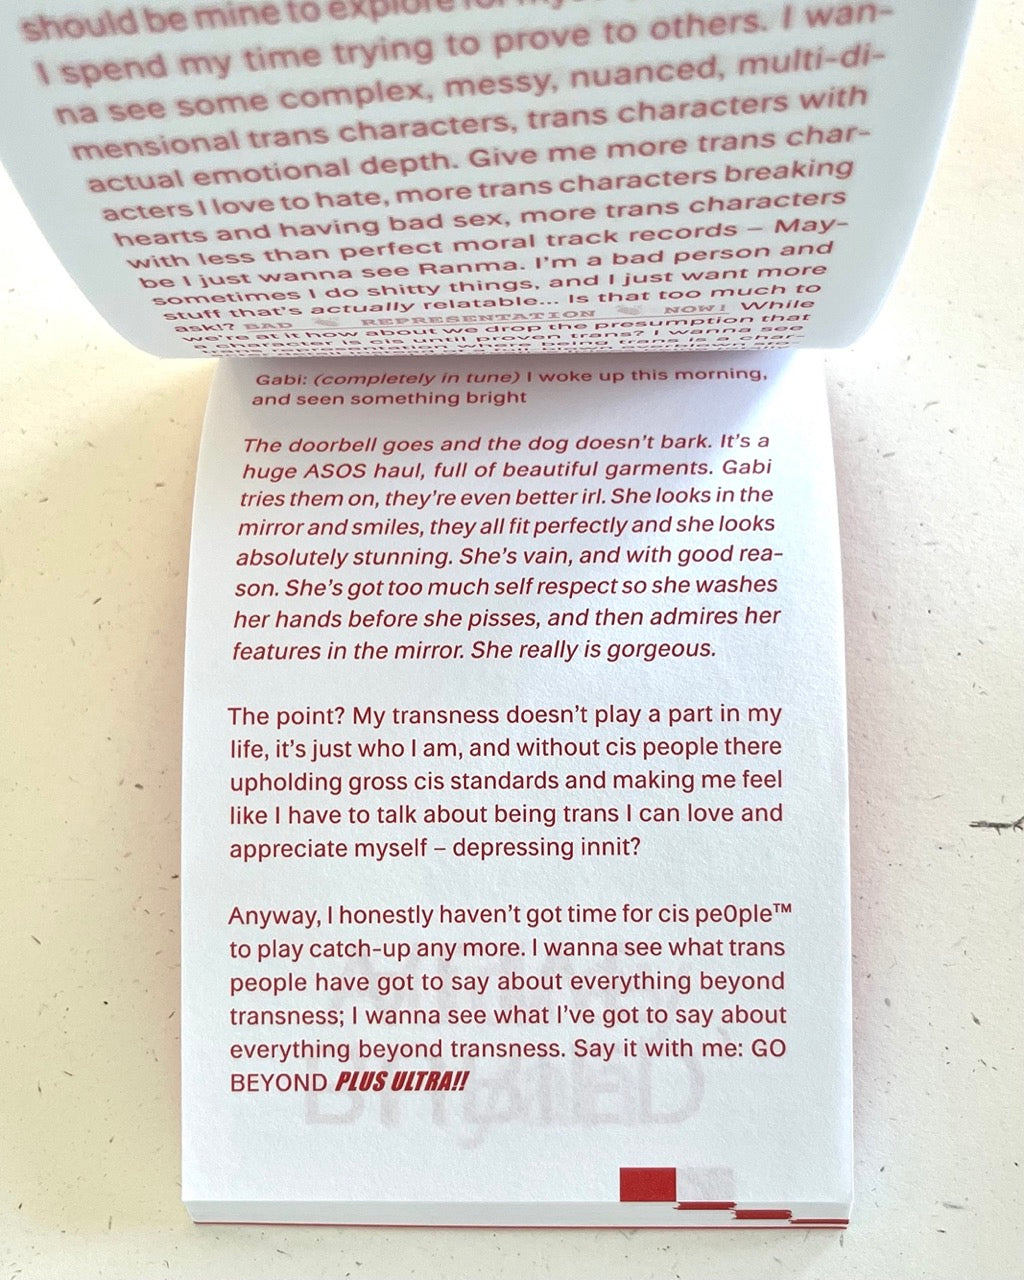 should be mine to explore for my
I spend my time trying to prove to others. I wan-
na see some complex, messy, nuanced, multi-di-
mensional trans characters, trans characters with
actual emotional depth. Give me more trans char-
acters I love to hate, more trans characters breaking
hearts and having bad sex, more trans characters
with less than perfect moral track records – May-
be I just wanna see Ranma. I'm a bad person and
sometimes I do shitty things, and I just want more
stuff that's actually relatable... Is that too much to
ask!? BAD REPRESENTATION NOW! While
we're at it how about we drop the presumption that
a character is cis until proven trans? I wanna see
being trans is a char-
Gabi: (completely in tune) I woke up this morning,
and seen something bright
The doorbell goes and the dog doesn't bark. It's a
huge ASOS haul, full of beautiful garments. Gabi
tries them on, they're even better irl. She looks in the
mirror and smiles, they all fit perfectly and she looks
absolutely stunning. She's vain, and with good rea-
son. She's got too much self respect so she washes
her hands before she pisses, and then admires her
features in the mirror. She really is gorgeous.
The point? My transness doesn't play a part in my
life, it's just who I am, and without cis people there
upholding gross cis standards and making me feel
like I have to talk about being trans I can love and
appreciate myself – depressing innit?
Anyway, I honestly haven't got time for cis pe0ple™
to play catch-up any more. I wanna see what trans
people have got to say about everything beyond
transness; I wanna see what I've got to say about
everything beyond transness. Say it with me: GO
BEYOND PLUS ULTRA!!